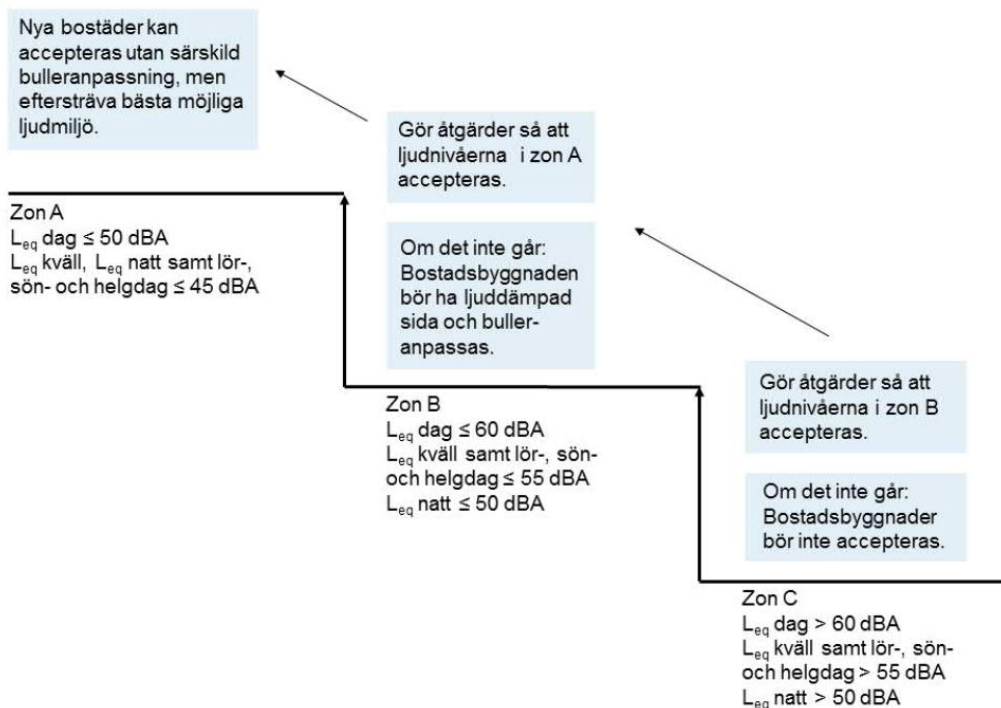 Nya bostäder kan
accepteras utan särskild
bulleranpassning, men
eftersträva bästa möjliga
ljudmiljö.
Zon A
Leq dag ≤ 50 dBA
Leq kväll, Leq natt samt lör-,
sön- och helgdag ≤ 45 dBA
Gör åtgärder så att
ljudnivåerna i zon A
accepteras.
Om det inte går:
Bostadsbyggnaden
bör ha ljuddämpad
sida och buller-
anpassas.
Zon B
Leq dag ≤ 60 dBA
Leq kväll samt lör-, sön-
och helgdag ≤ 55 dBA
Leq natt ≤ 50 dBA
Gör åtgärder så att
ljudnivåerna i zon B
accepteras.
Om det inte går:
Bostadsbyggnader
bör inte accepteras.
Zon C
Leq dag > 60 dBA
Leq kväll samt lör-, sön-
och helgdag > 55 dBA
Leq natt > 50 dBA